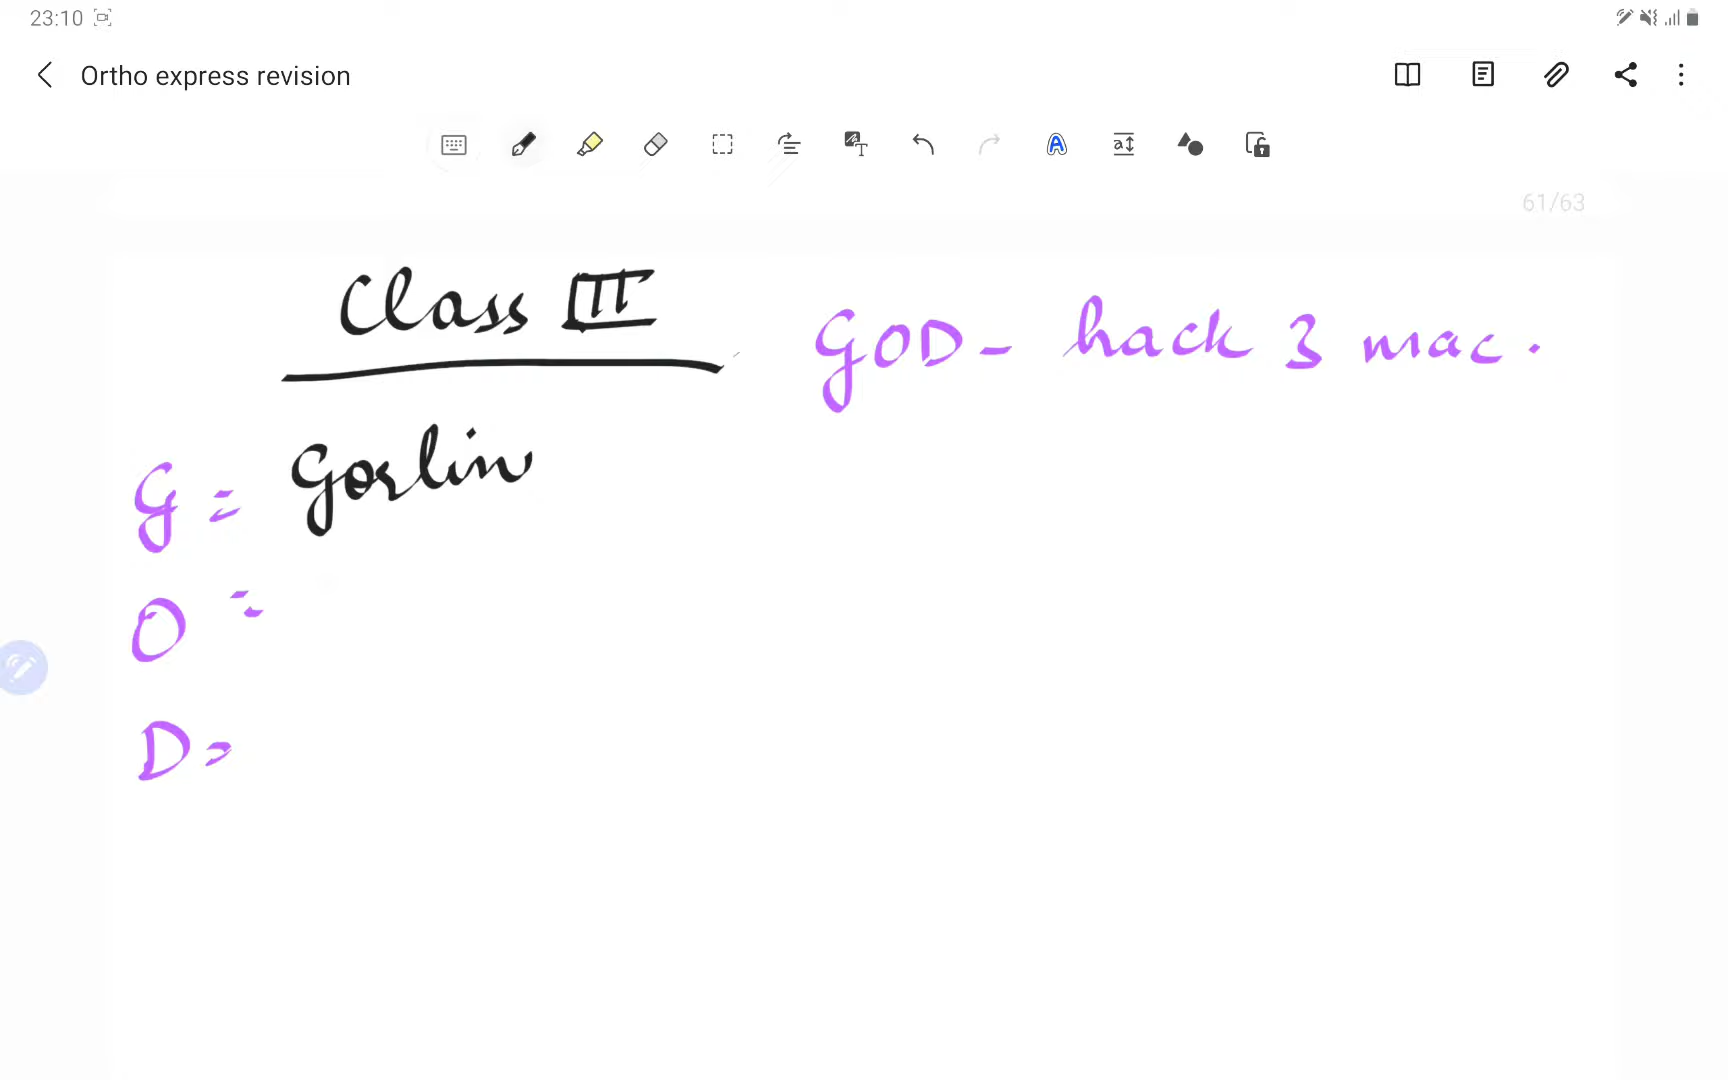 23:10
Ortho express revision
61/63
Class III
GOD - hack 3 mac.
G = Gorlin
O =
D =